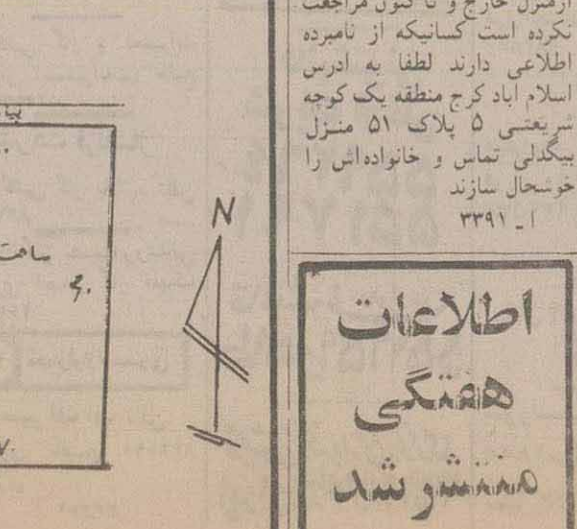 ازمنزل خارج و تا کنون مراجعت
نکرده است کسانیکه از نامبرده
اطلاعی دارند لطفا به ادرس
اسلام اباد کرج منطقه یک کوچه
شریعتی ۵ پلاک ۵۱ منزل
بیگدلی تماس و خانواده‌اش را
خوشحال سازند
۳۳۹۱ ـ ا
اطلاعات
هفتگی
منتشر شد
N